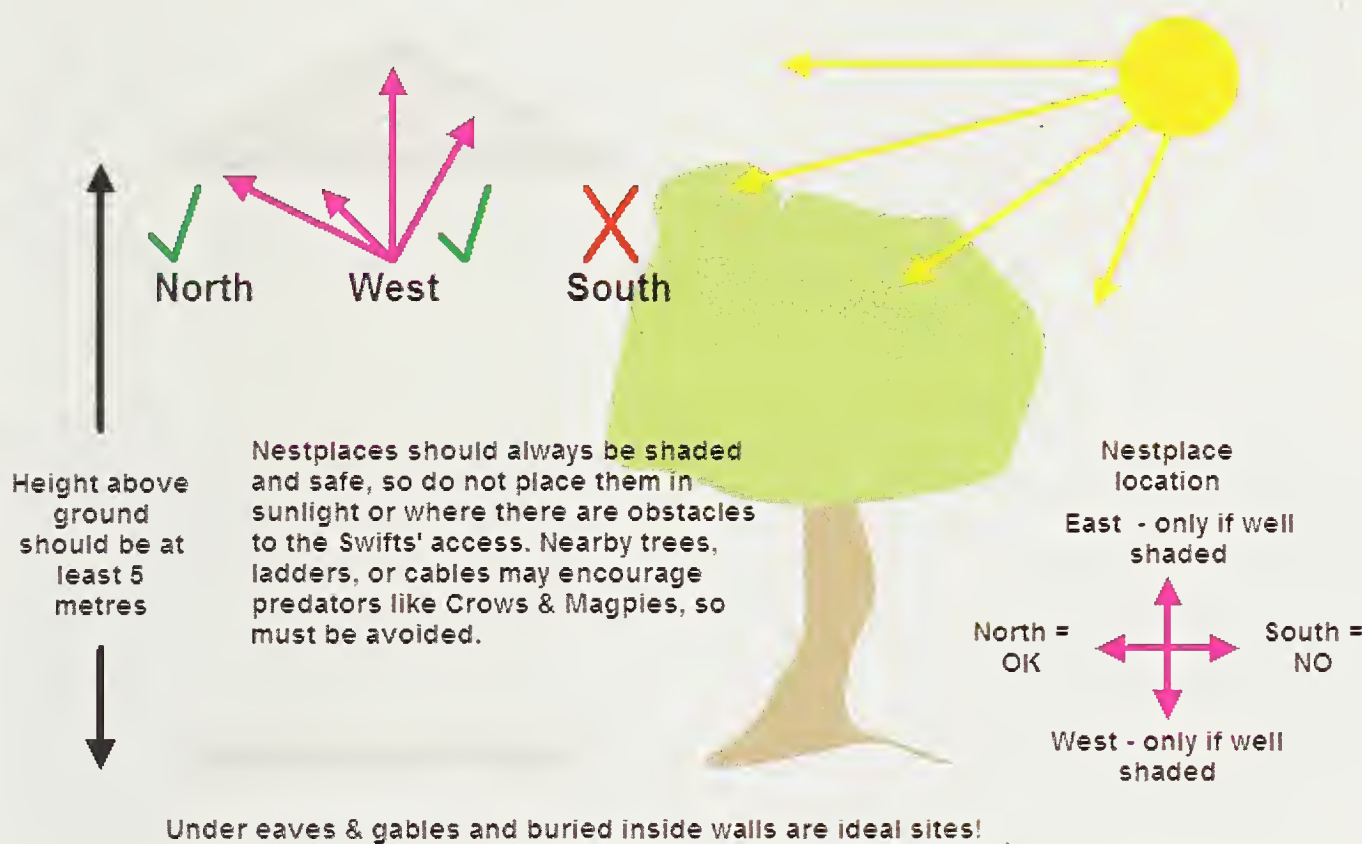 North
West
South
Height above
ground
should be at
least 5
metres
Nestplaces should always be shaded
and safe, so do not place them in
sunlight or where there are obstacles
to the Swifts' access. Nearby trees,
ladders, or cables may encourage
predators like Crows & Magpies, so
must be avoided.
Nestplace
location
East - only if well
shaded
North =
OK
South =
NO
West - only if well
shaded
Under eaves & gables and buried inside walls are ideal sites!